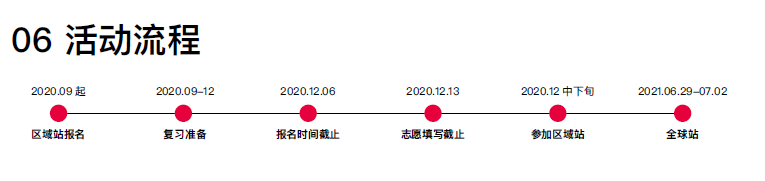 06 活动流程
2020.09 起 2020.09–12 2020.12.06 2020.12.13 2020.12 中下旬 2021.06.29–07.02
区域站报名 复习准备 报名时间截止 志愿填写截止 参加区域站 全球站